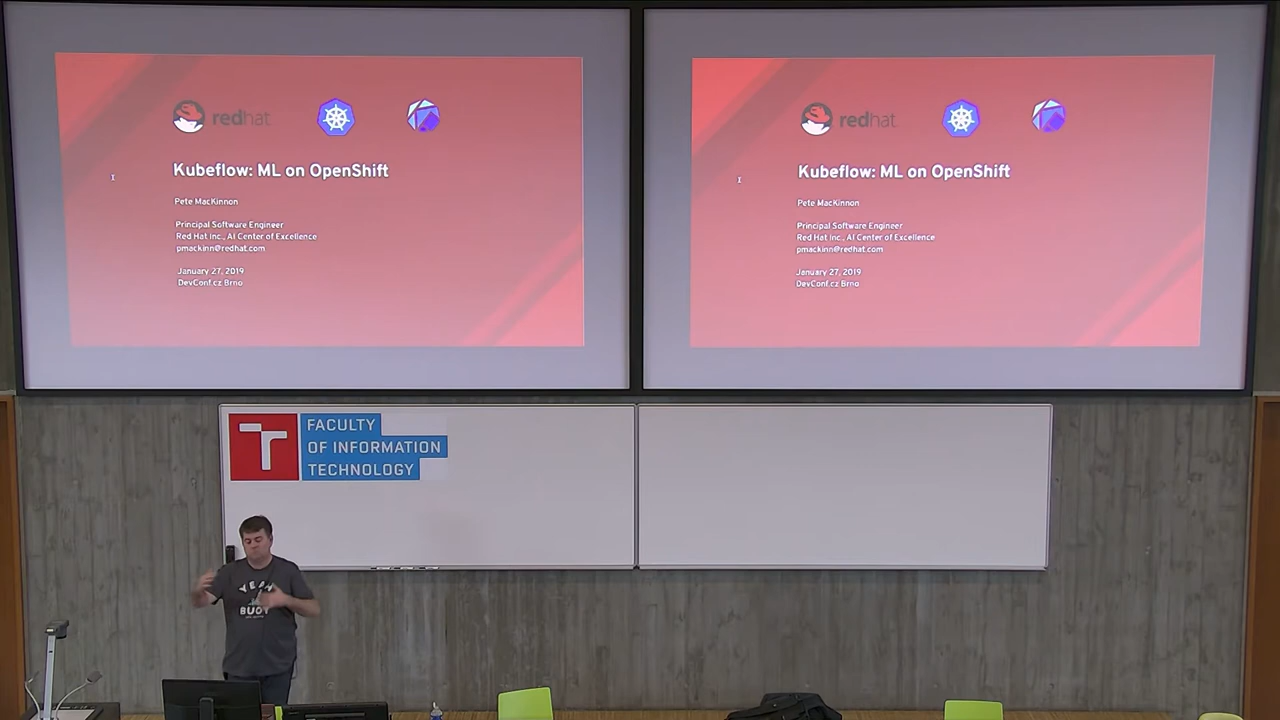 redhat
Kubeflow: ML on OpenShift
Pete MacKinnon
Principal Software Engineer
Red Hat Inc., AI Center of Excellence
pmackinn@redhat.com
January 27, 2019
DevConf.cz Brno
redhat
Kubeflow: ML on OpenShift
Pete MacKinnon
Principal Software Engineer
Red Hat Inc., AI Center of Excellence
pmackinn@redhat.com
January 27, 2019
DevConf.cz Brno
T
FACULTY
OF INFORMATION
TECHNOLOGY
YEAH
BUOY